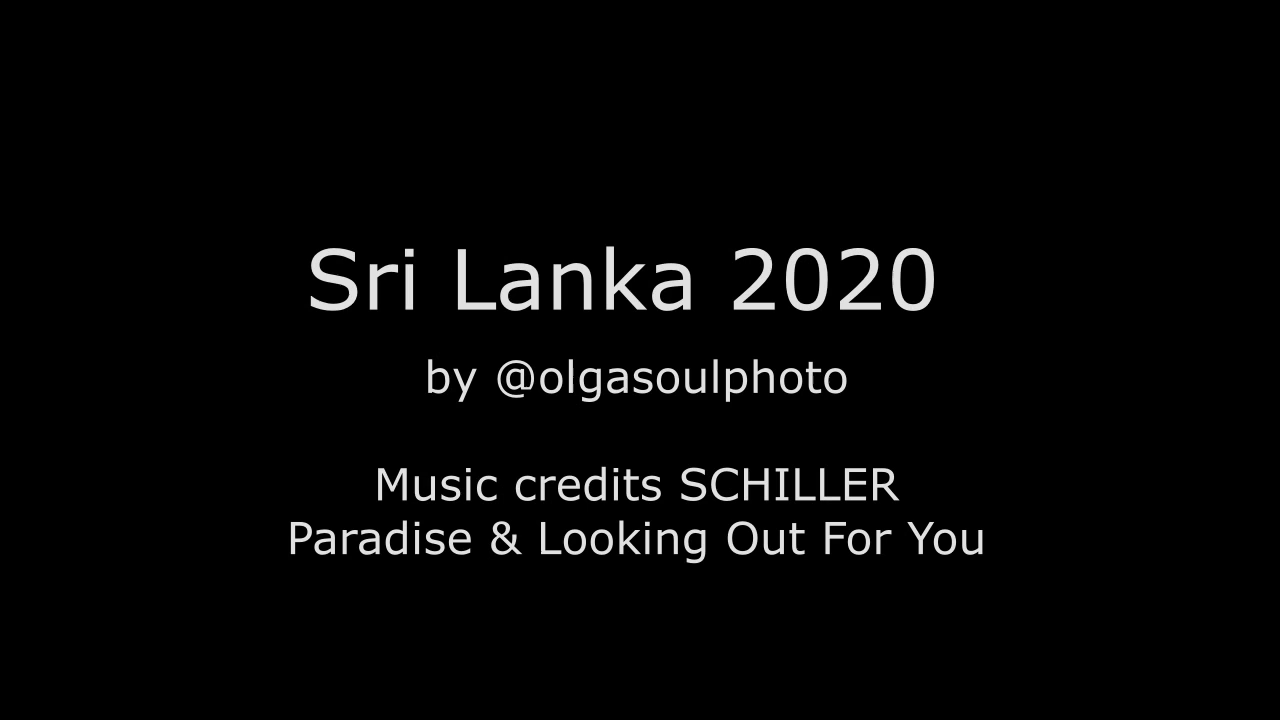 Sri Lanka 2020
by @olgasoulphoto
Music credits SCHILLER
Paradise & Looking Out For You